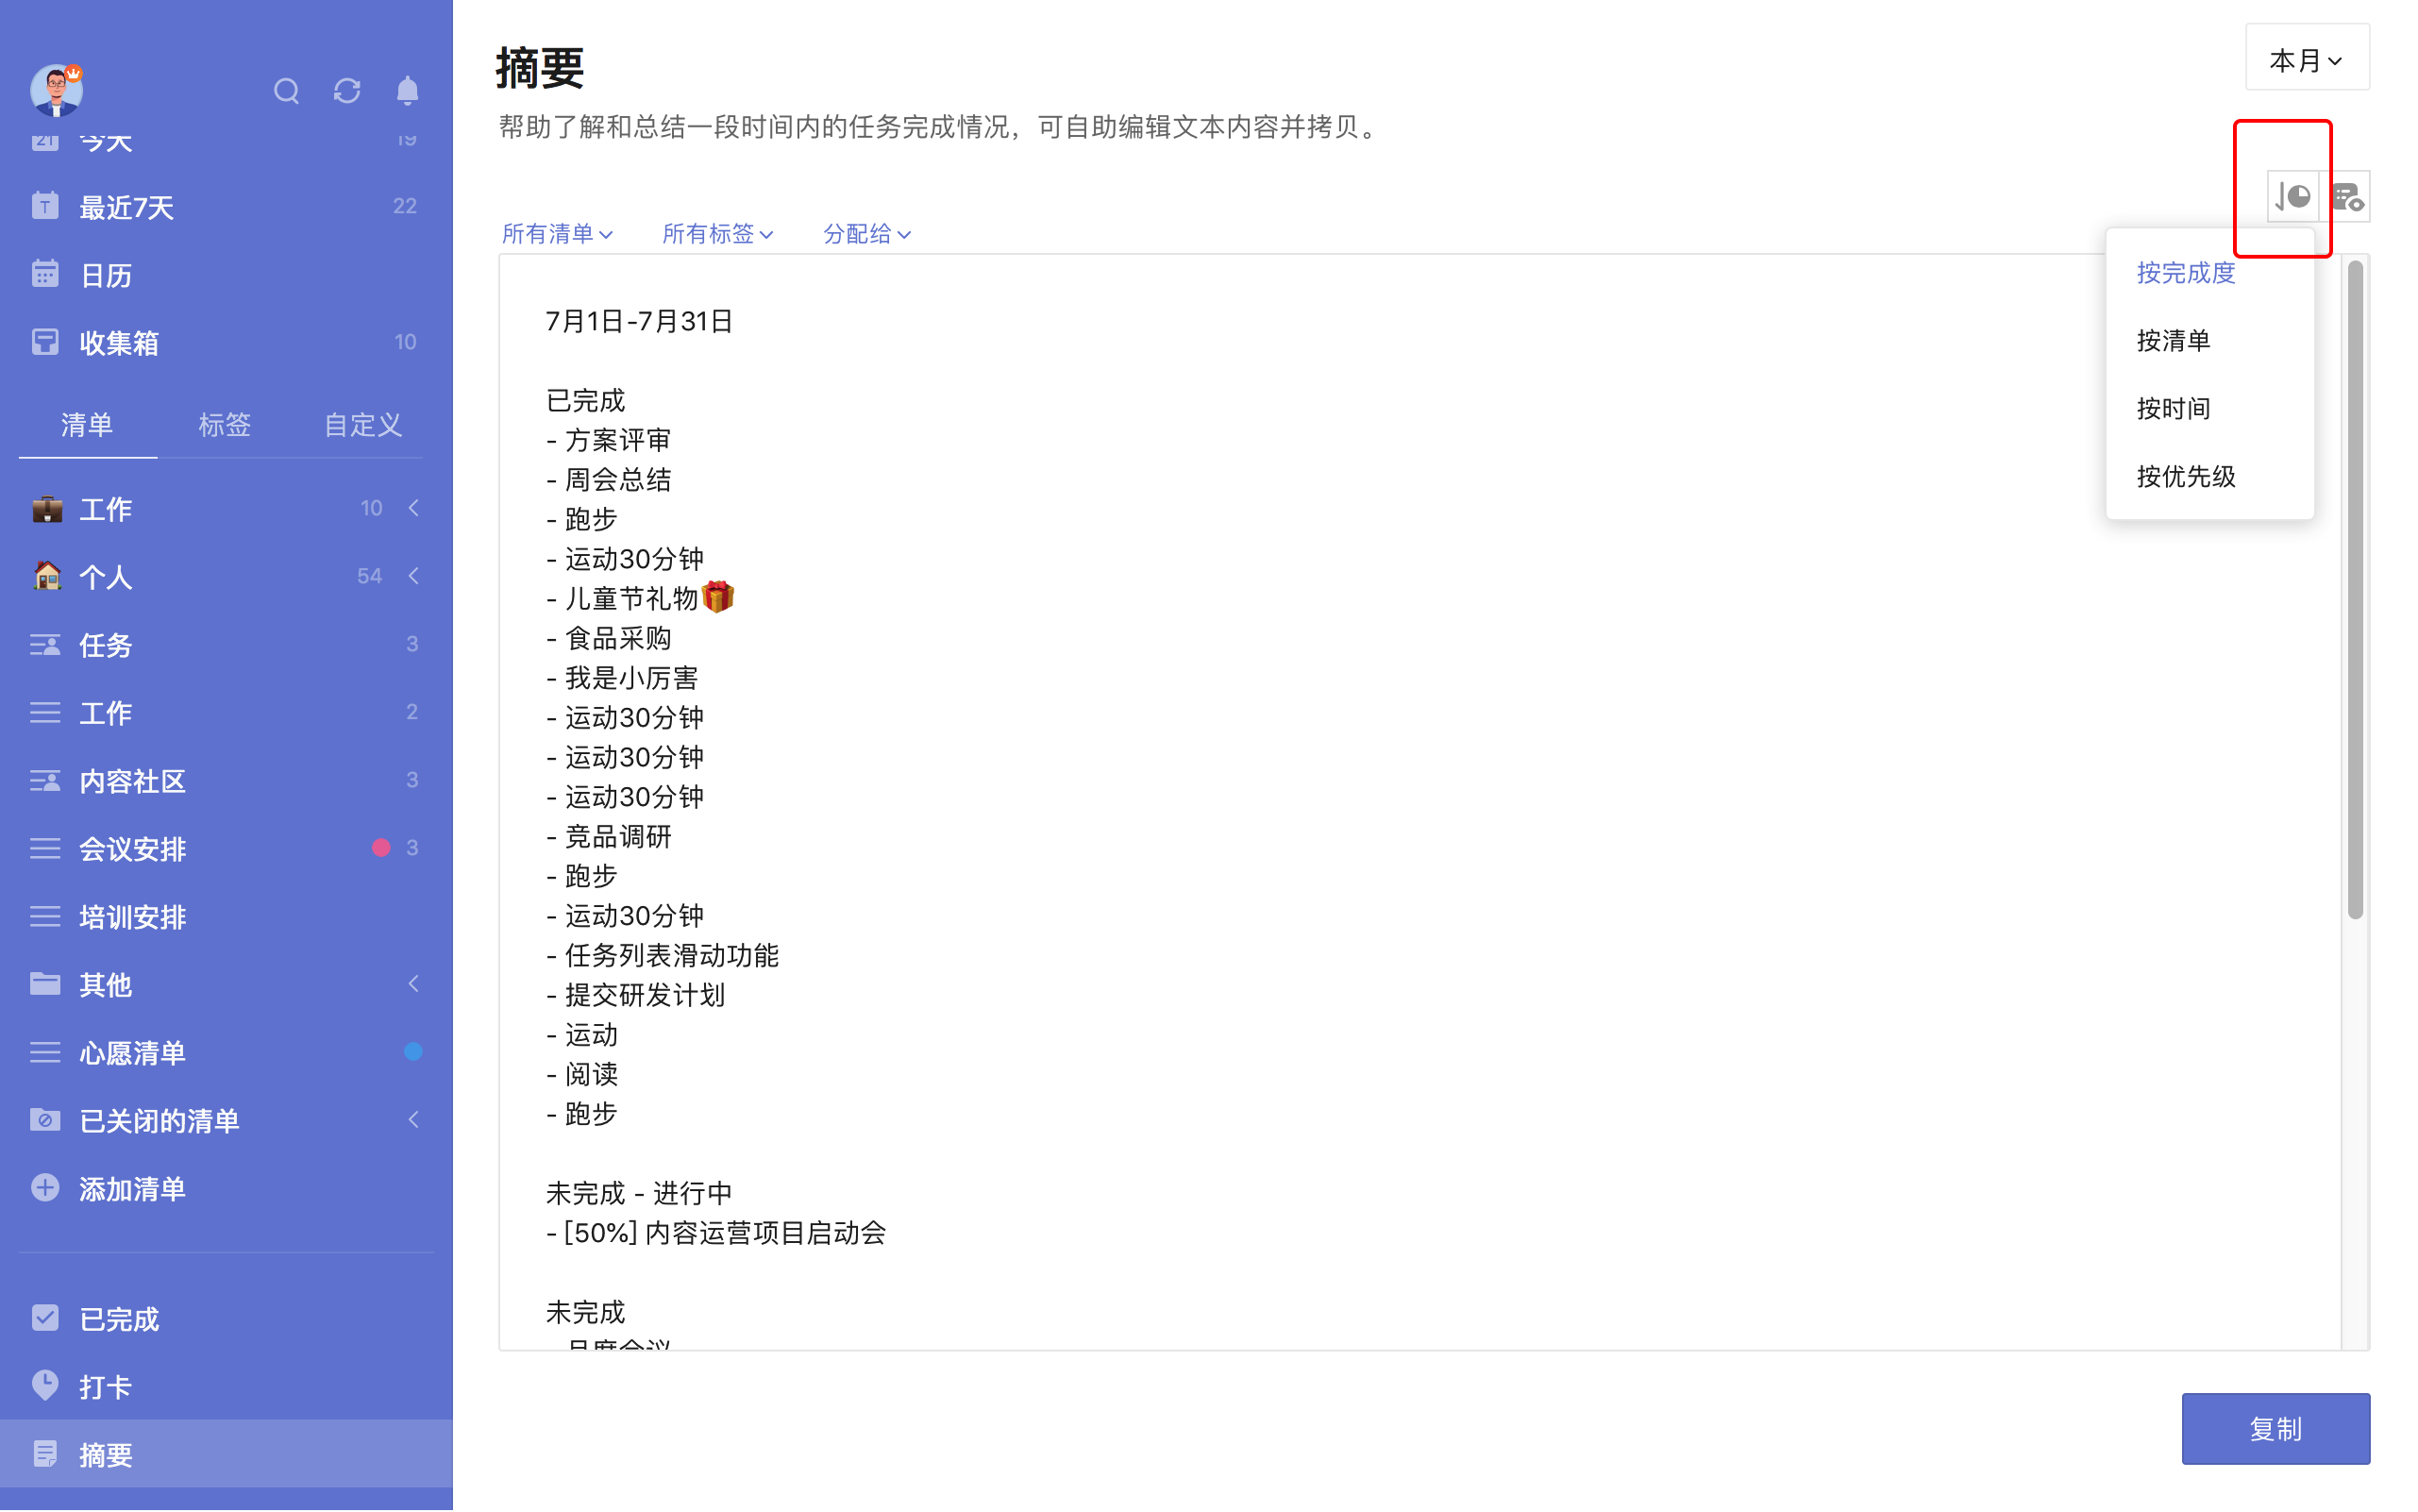 今天 19
最近7天 22
日历
收集箱 10
清单 标签 自定义
工作 10
个人 54
任务 3
工作 2
内容社区 3
会议安排 3
培训安排
其他
心愿清单
已关闭的清单
添加清单
已完成
打卡
摘要
摘要
本月
帮助了解和总结一段时间内的任务完成情况，可自助编辑文本内容并拷贝。
所有清单 所有标签 分配给
按完成度
按清单
按时间
按优先级
7月1日-7月31日
已完成
- 方案评审
- 周会总结
- 跑步
- 运动30分钟
- 儿童节礼物🎁
- 食品采购
- 我是小厉害
- 运动30分钟
- 运动30分钟
- 运动30分钟
- 竞品调研
- 跑步
- 运动30分钟
- 任务列表滑动功能
- 提交研发计划
- 运动
- 阅读
- 跑步
未完成 - 进行中
- [50%] 内容运营项目启动会
未完成
- 月度会议
复制